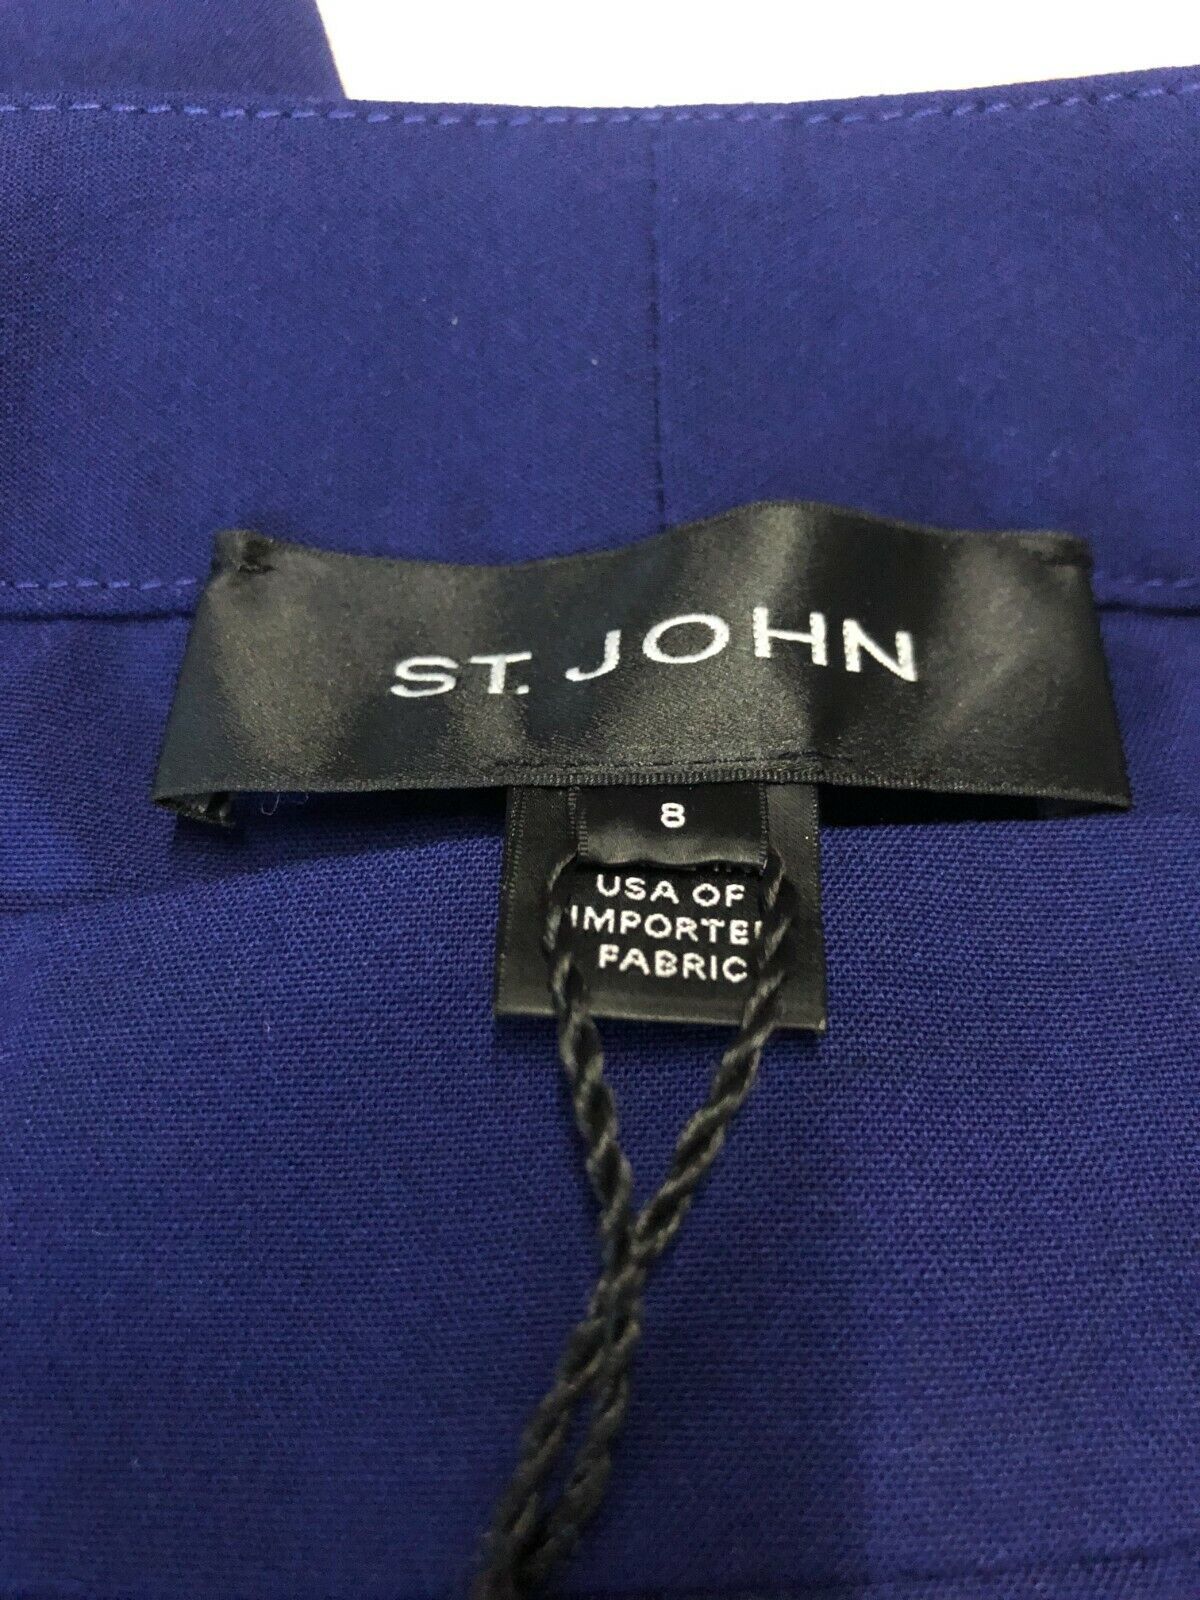 ST. JOHN
8
USA OF
IMPORTE
FABRIC